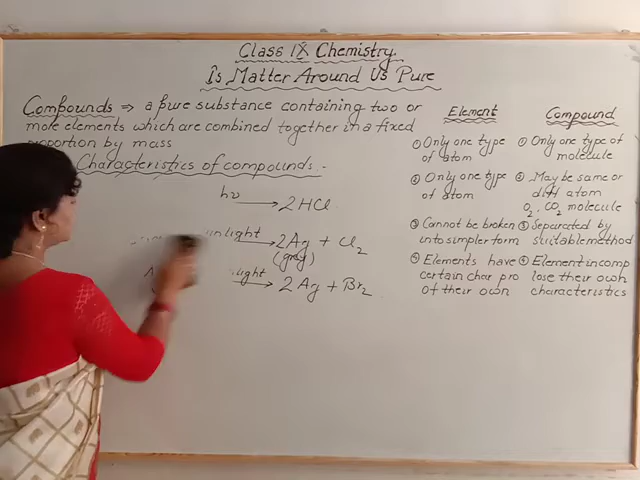 Class IX Chemistry.
Is Matter Around Us Pure
Compounds → a pure substance containing two or
more elements which are combined together in a fixed
proportion by mass
Characteristics of compounds.-
hν
→ 2HCl
unlight → 2Ag + Cl₂
(gray)
light → 2Ag + Br₂
Element
① Only one type
of atom
② Only one type
of atom
③ Cannot be broken
into simpler form
④ Elements have
certain char pro
of their own
Compound
① Only one type of
molecule
② May be same or
diff atom
O₂, CO₂ molecule
③ Separated by
suitable method
④ Element in comp
lose their own
characteristics